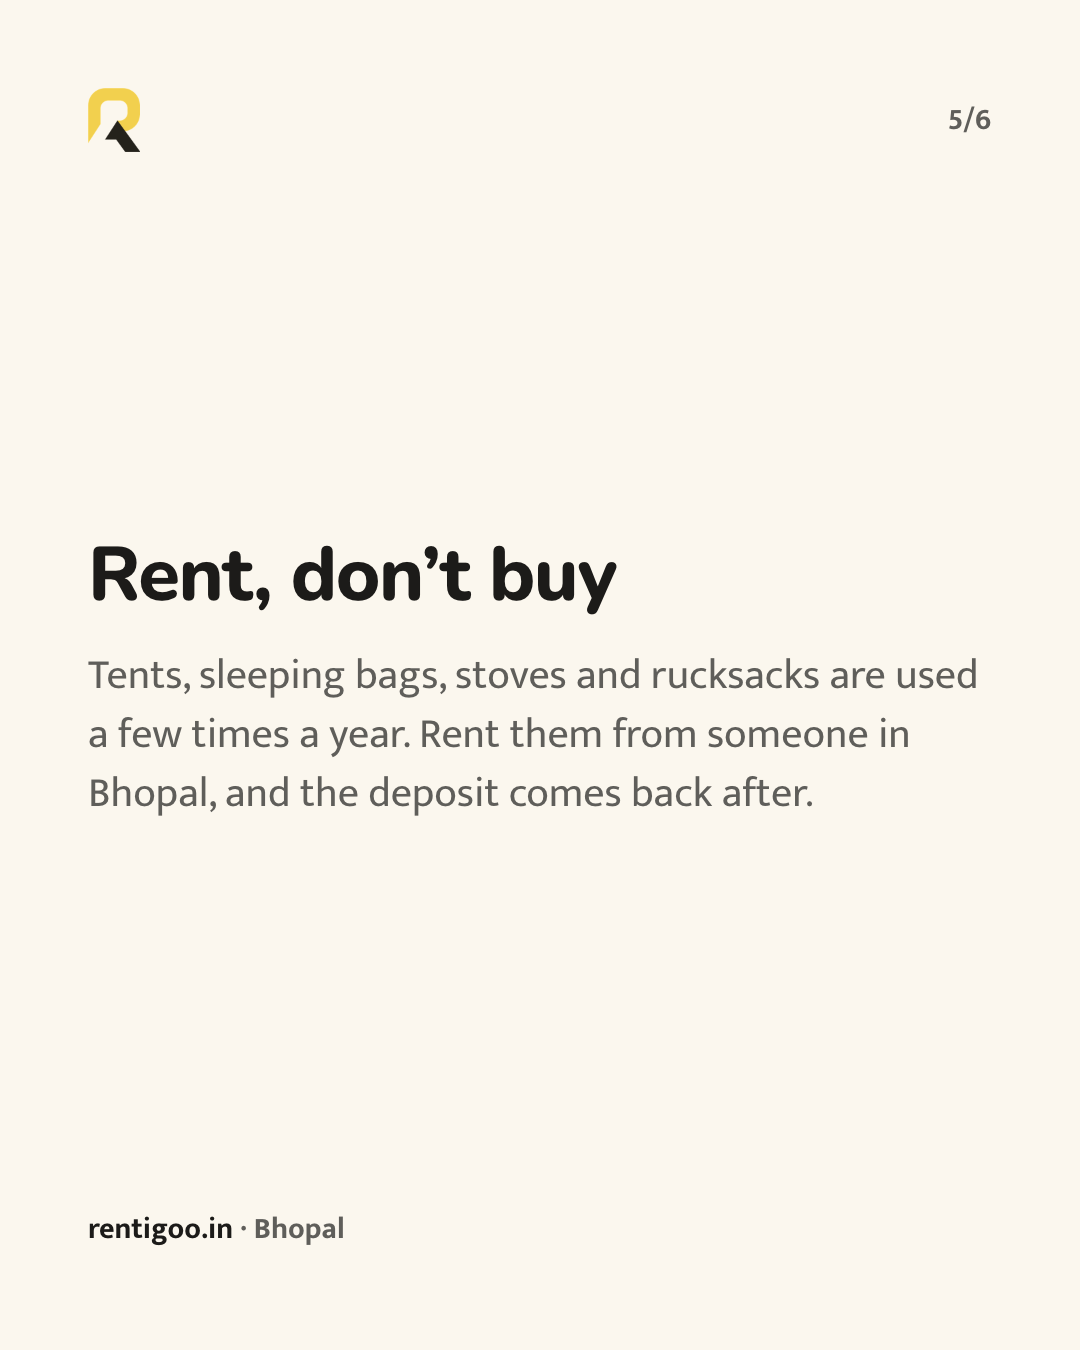 5/6
Rent, don’t buy
Tents, sleeping bags, stoves and rucksacks are used
a few times a year. Rent them from someone in
Bhopal, and the deposit comes back after.
rentigoo.in · Bhopal